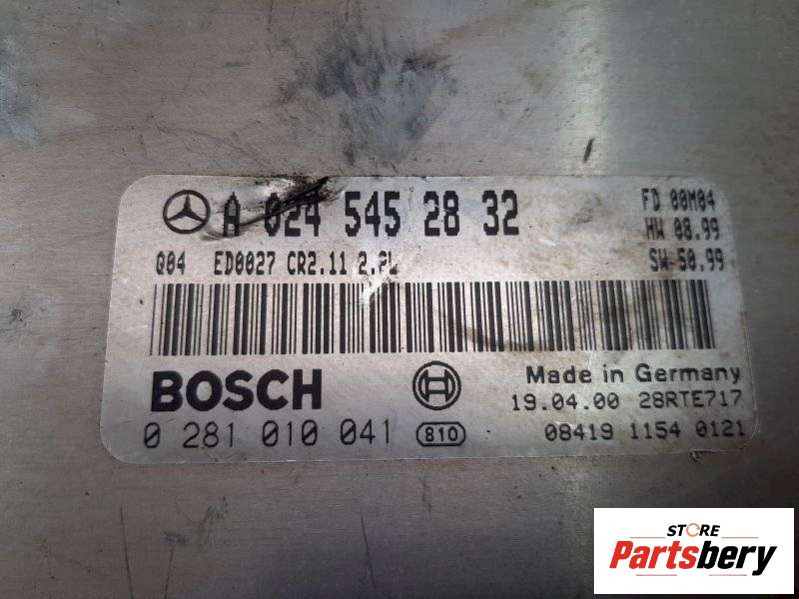 A 024 545 28 32
FD 00M04
HW 08.99
Q04 ED0027 CR2.11 2.2L
SW 50.99
BOSCH
Made in Germany
19.04.00 28RTE717
0 281 010 041 810
08419 1154 0121
STORE
Partsbery